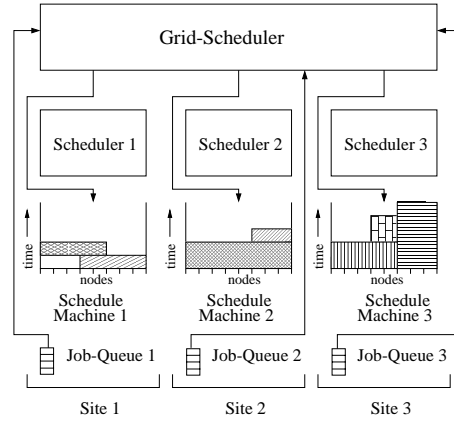 Grid-Scheduler
Scheduler 1
Scheduler 2
Scheduler 3
time
nodes
time
nodes
time
nodes
Schedule
Machine 1
Schedule
Machine 2
Schedule
Machine 3
Job-Queue 1
Job-Queue 2
Job-Queue 3
Site 1
Site 2
Site 3